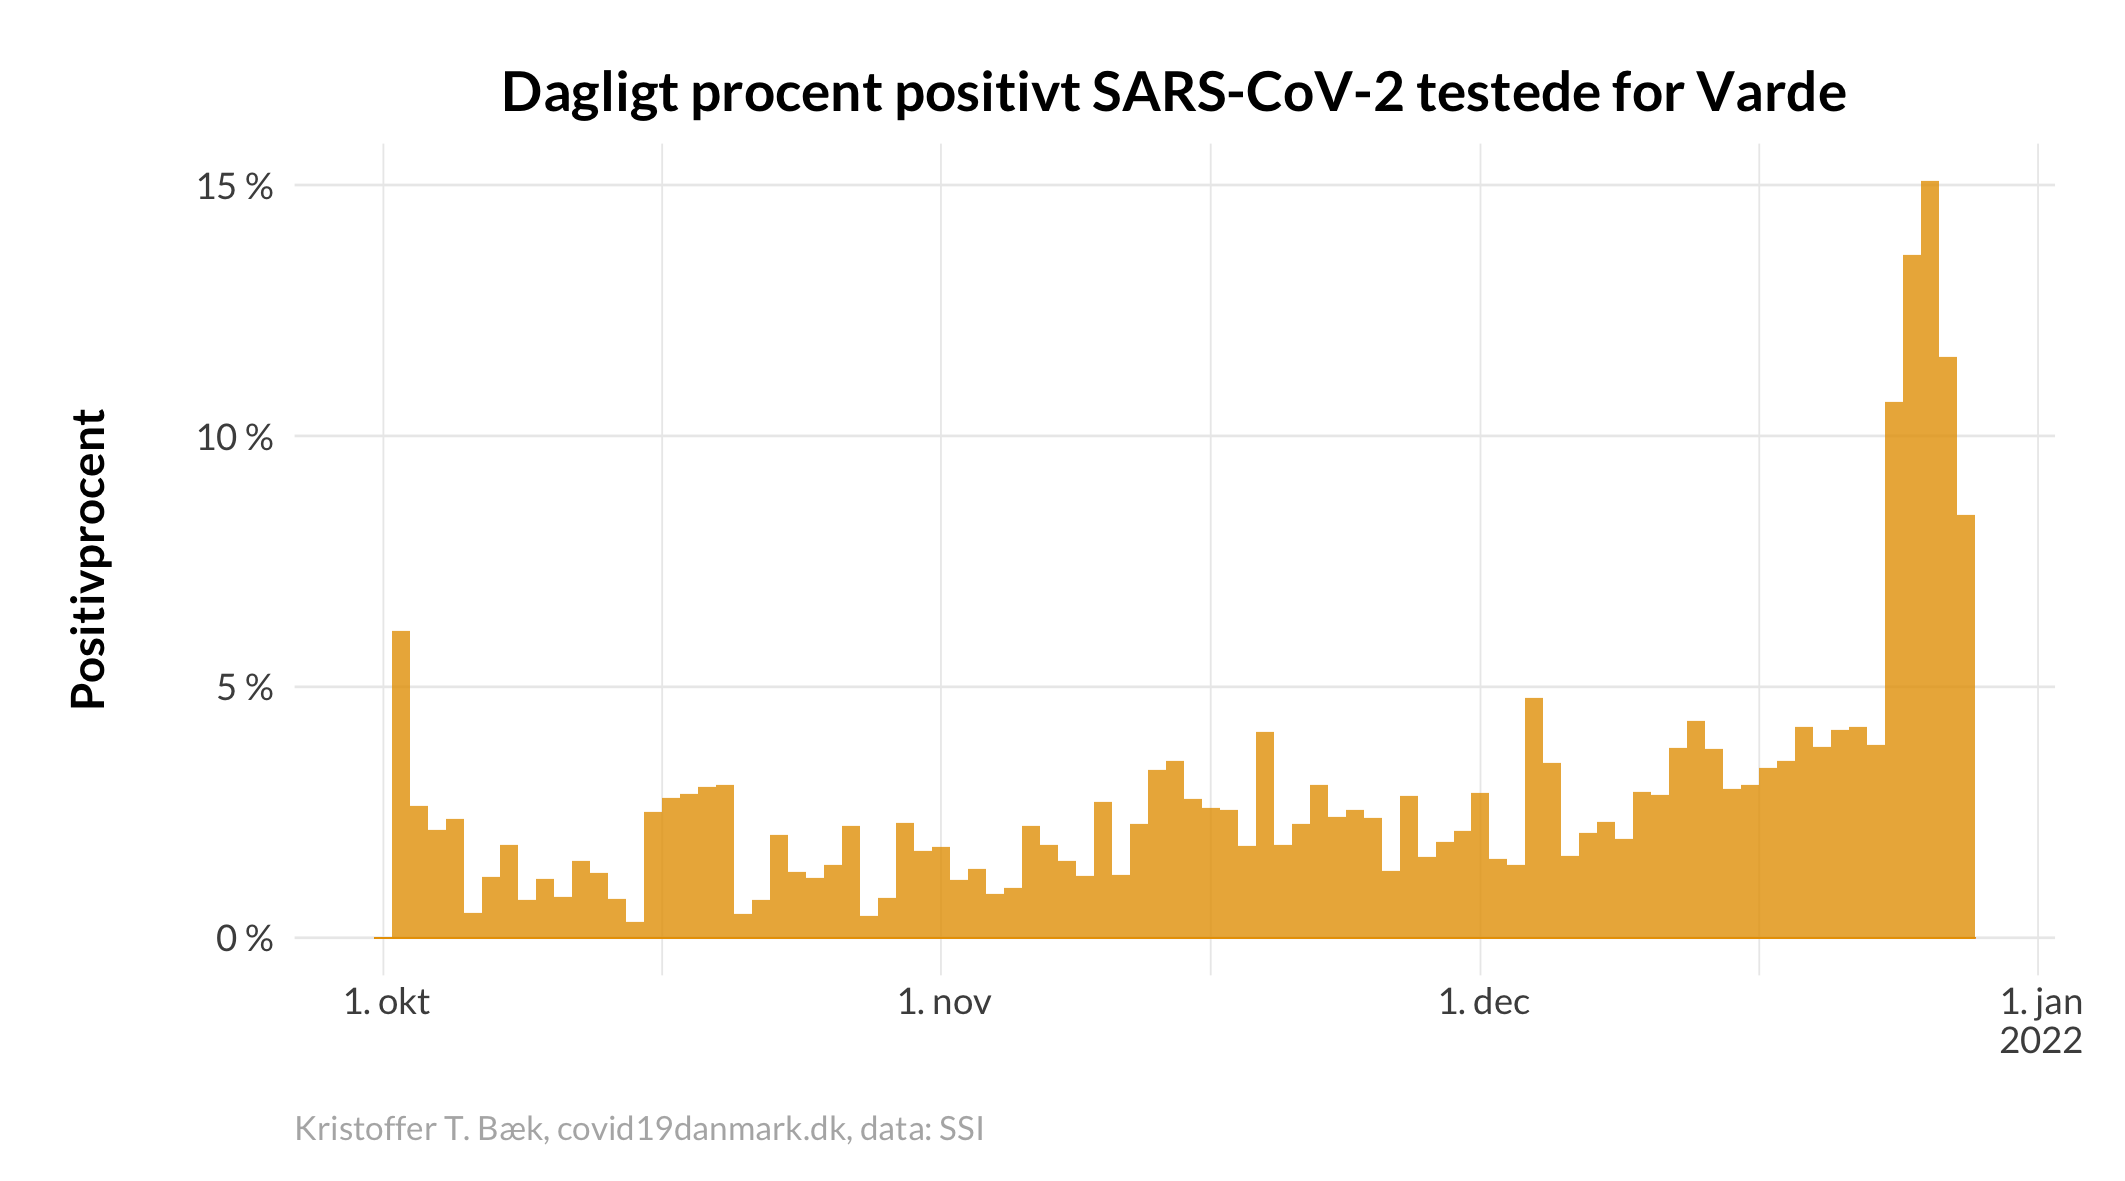 Dagligt procent positivt SARS-CoV-2 testede for Varde
Positivprocent
15 %
10 %
5 %
0 %
1. okt
1. nov
1. dec
1. jan
2022
Kristoffer T. Bæk, covid19danmark.dk, data: SSI